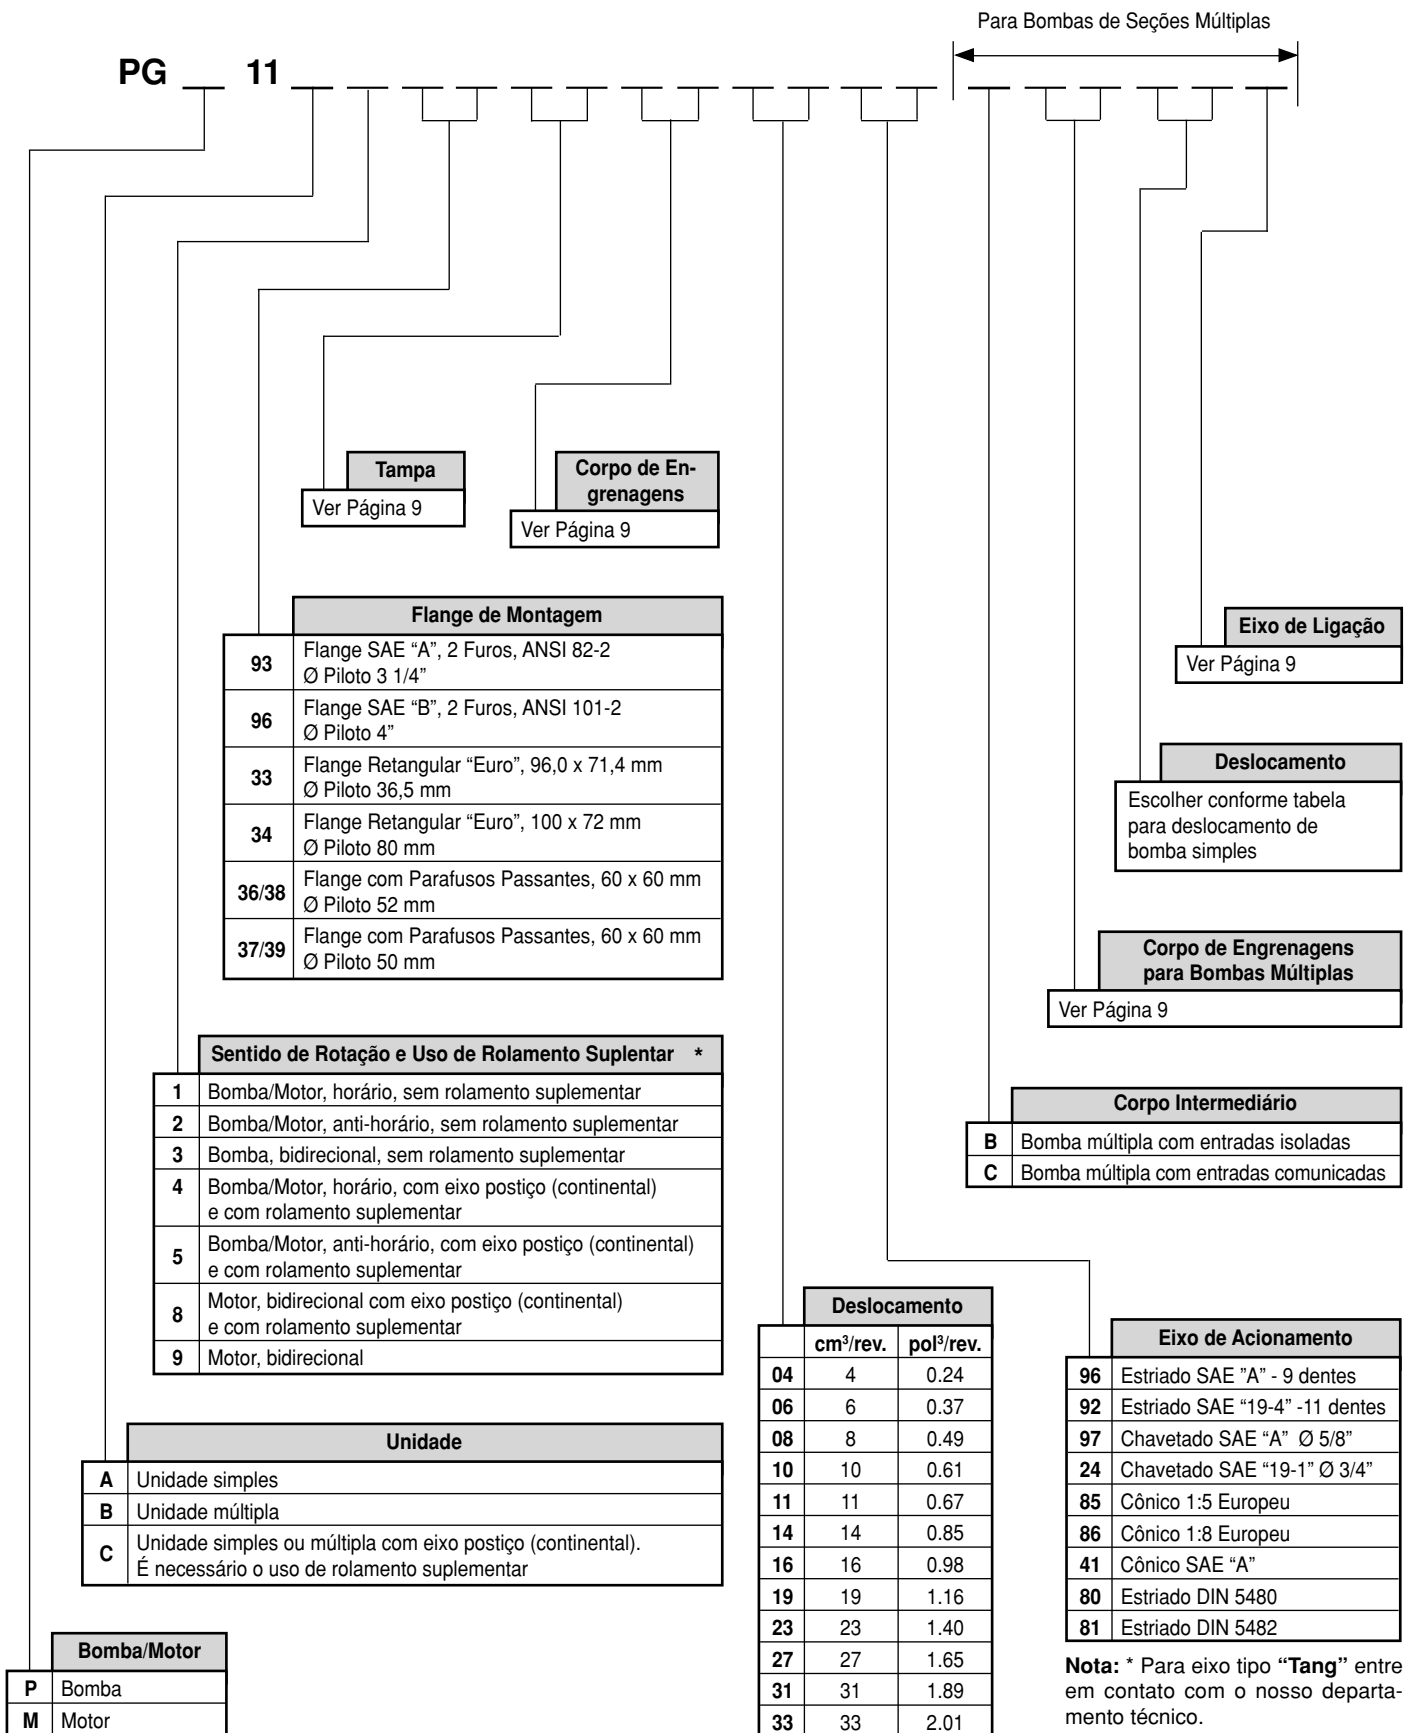 Para Bombas de Seções Múltiplas
PG 11
Tampa
Ver Página 9
Corpo de En-
grenagens
Ver Página 9
Flange de Montagem
93 Flange SAE “A”, 2 Furos, ANSI 82-2
Ø Piloto 3 1/4”
96 Flange SAE “B”, 2 Furos, ANSI 101-2
Ø Piloto 4”
33 Flange Retangular “Euro”, 96,0 x 71,4 mm
Ø Piloto 36,5 mm
34 Flange Retangular “Euro”, 100 x 72 mm
Ø Piloto 80 mm
36/38 Flange com Parafusos Passantes, 60 x 60 mm
Ø Piloto 52 mm
37/39 Flange com Parafusos Passantes, 60 x 60 mm
Ø Piloto 50 mm
Eixo de Ligação
Ver Página 9
Deslocamento
Escolher conforme tabela
para deslocamento de
bomba simples
Corpo de Engrenagens
para Bombas Múltiplas
Ver Página 9
Sentido de Rotação e Uso de Rolamento Suplentar *
1 Bomba/Motor, horário, sem rolamento suplementar
2 Bomba/Motor, anti-horário, sem rolamento suplementar
3 Bomba, bidirecional, sem rolamento suplementar
4 Bomba/Motor, horário, com eixo postiço (continental)
e com rolamento suplementar
5 Bomba/Motor, anti-horário, com eixo postiço (continental)
e com rolamento suplementar
8 Motor, bidirecional com eixo postiço (continental)
e com rolamento suplementar
9 Motor, bidirecional
Corpo Intermediário
B Bomba múltipla com entradas isoladas
C Bomba múltipla com entradas comunicadas
Unidade
A Unidade simples
B Unidade múltipla
C Unidade simples ou múltipla com eixo postiço (continental).
É necessário o uso de rolamento suplementar
Deslocamento
cm³/rev. pol³/rev.
04 4 0.24
06 6 0.37
08 8 0.49
10 10 0.61
11 11 0.67
14 14 0.85
16 16 0.98
19 19 1.16
23 23 1.40
27 27 1.65
31 31 1.89
33 33 2.01
Eixo de Acionamento
96 Estriado SAE ”A” - 9 dentes
92 Estriado SAE “19-4” -11 dentes
97 Chavetado SAE “A” Ø 5/8”
24 Chavetado SAE “19-1” Ø 3/4”
85 Cônico 1:5 Europeu
86 Cônico 1:8 Europeu
41 Cônico SAE “A”
80 Estriado DIN 5480
81 Estriado DIN 5482
Nota: * Para eixo tipo “Tang” entre
em contato com o nosso departa-
mento técnico.
Bomba/Motor
P Bomba
M Motor